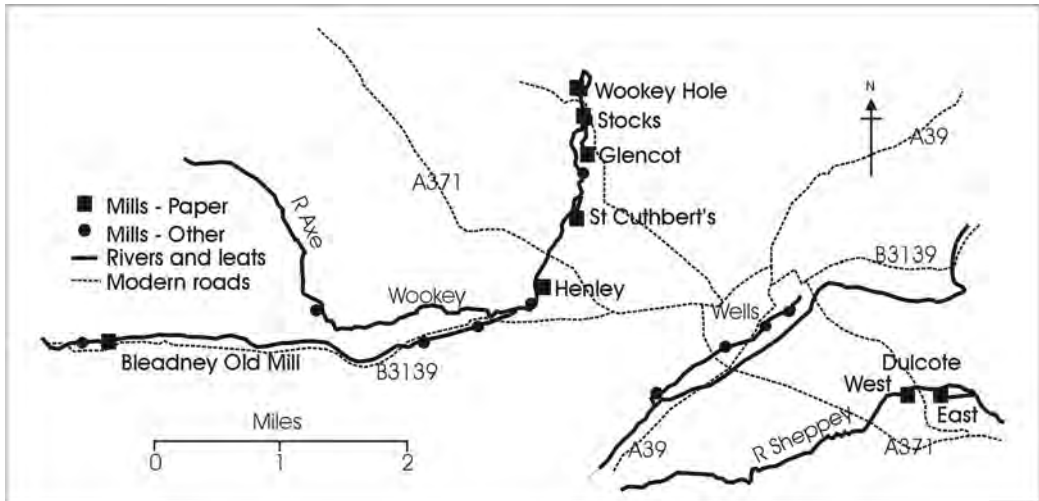 Wookey Hole
N
Stocks
A39
Glencot
A371
Mills - Paper
R Axe
Mills - Other
St Cuthbert's
Rivers and leats
B3139
Modern roads
Henley
Wookey
Wells
Bleadney Old Mill
B3139
Dulcote
West
East
Miles
R Sheppey
A39
A371
0 1 2